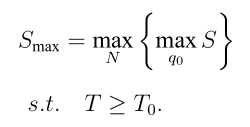 S_max = max_N { max_{q_0} S }
s.t. T ≥ T_0.